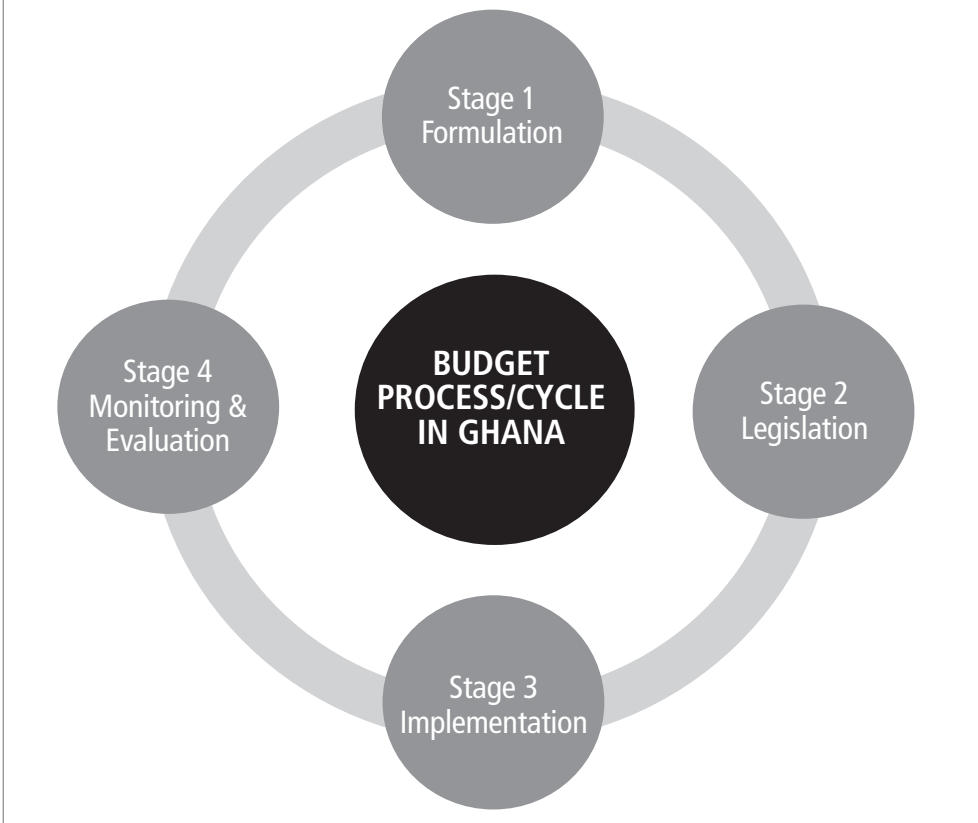 Stage 1
Formulation
Stage 4
Monitoring &
Evaluation
BUDGET
PROCESS/CYCLE
IN GHANA
Stage 2
Legislation
Stage 3
Implementation